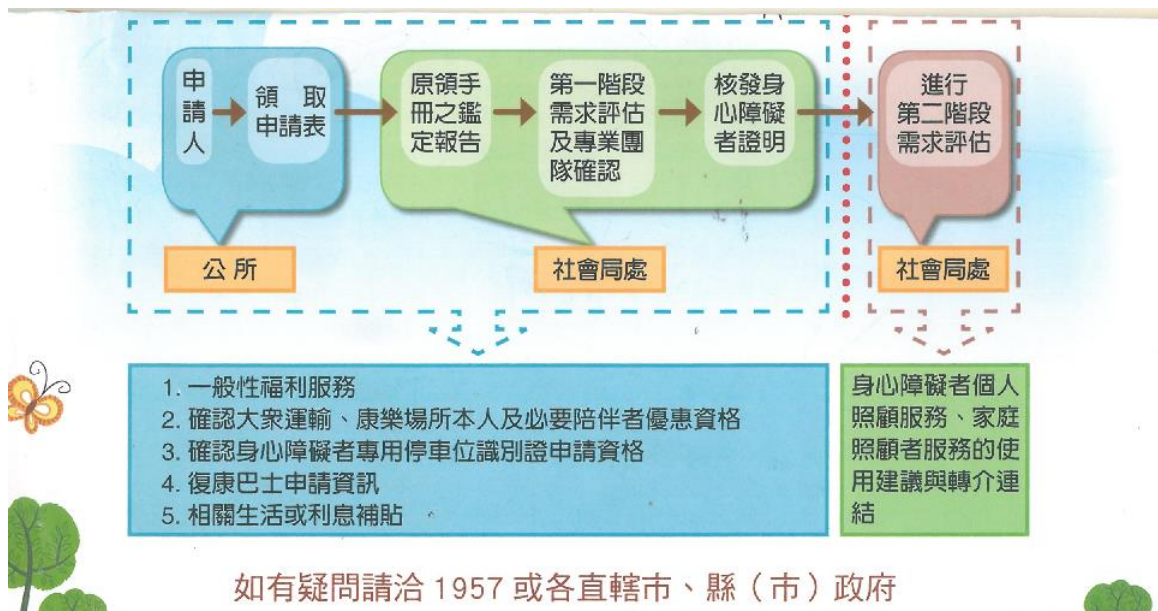 申
請
人
領 取
申請表
原領手
冊之鑑
定報告
第一階段
需求評估
及專業團
隊確認
核發身
心障礙
者證明
進行
第二階段
需求評估
公所
社會局處
社會局處
1. 一般性福利服務
2. 確認大眾運輸、康樂場所本人及必要陪伴者優惠資格
3. 確認身心障礙者專用停車位識別證申請資格
4. 復康巴士申請資訊
5. 相關生活或利息補貼
身心障礙者個人
照顧服務、家庭
照顧者服務的使
用建議與轉介連
結
如有疑問請洽 1957 或各直轄市、縣（市）政府